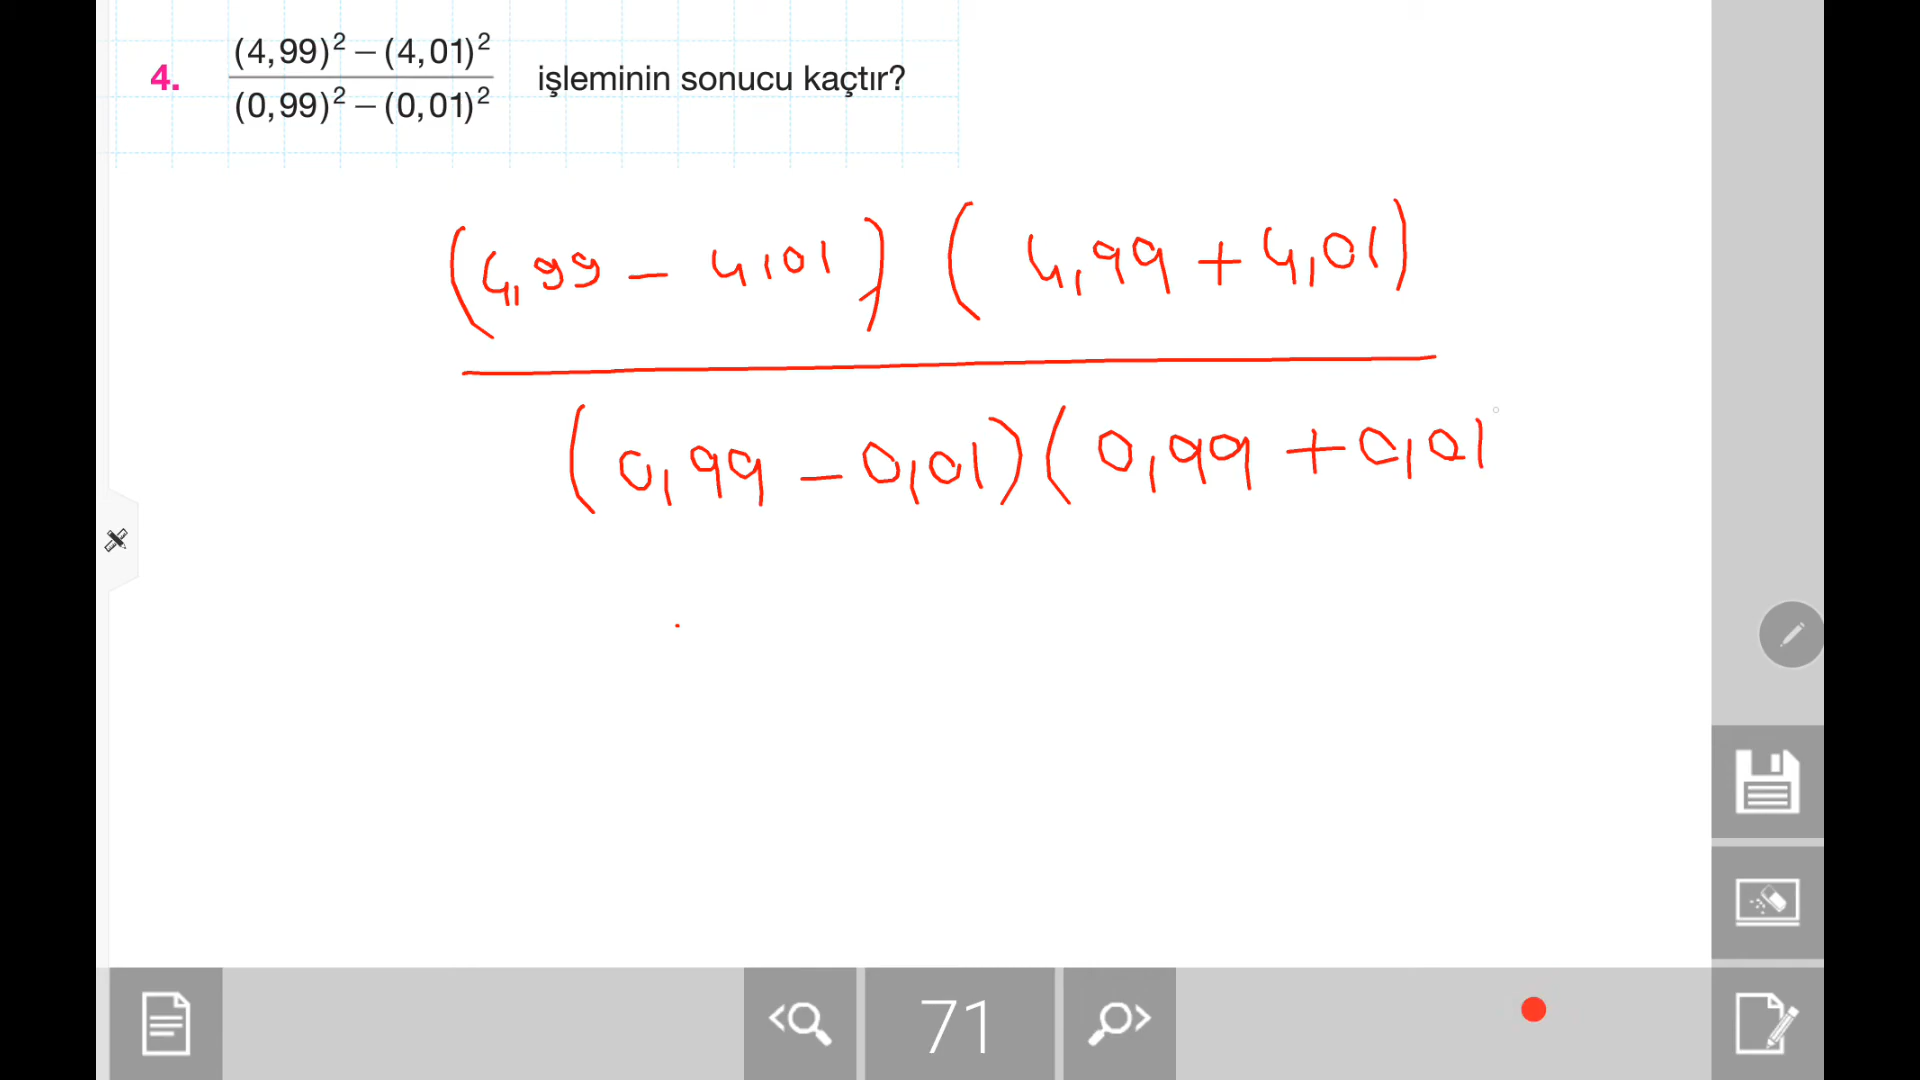 4. (4,99)² – (4,01)² işleminin sonucu kaçtır?
(0,99)² – (0,01)²
(4,99 – 4,01) (4,99 + 4,01)
(0,99 – 0,01)(0,99 + 0,01
71